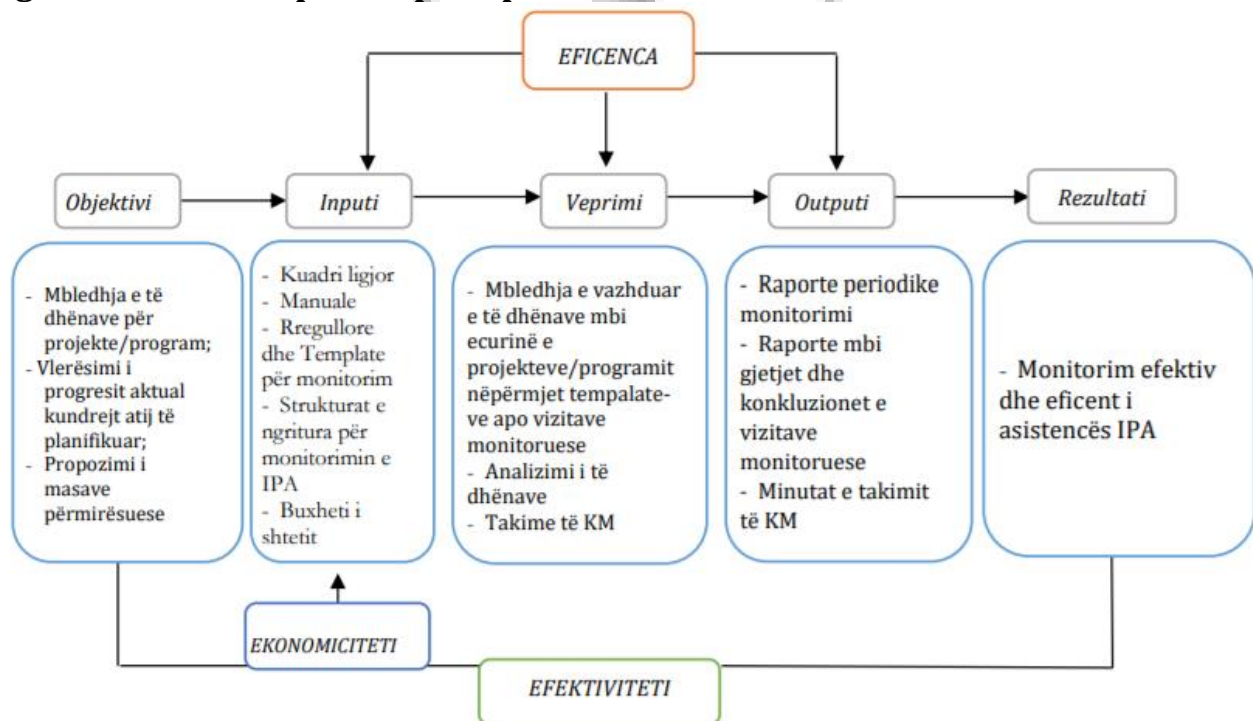 EFICENCA
Objektivi
Inputi
Veprimi
Outputi
Rezultati
- Mbledhja e të
dhënave për
projekte/program;
- Vlerësimi i
progresit aktual
kundrejt atij të
planifikuar;
- Propozimi i
masave
përmirësuese
- Kuadri ligjor
- Manuale
- Rregullore
dhe Template
për monitorim
- Strukturat e
ngritura për
monitorimin e
IPA
- Buxheti i
shtetit
- Mbledhja e vazhduar
e të dhënave mbi
ecurinë e
projekteve/programit
nëpërmjet tempalate-
ve apo vizitave
monitoruese
- Analizimi i të
dhënave
- Takime të KM
- Raporte periodike
monitorimi
- Raporte mbi
gjetjet dhe
konkluzionet e
vizitave
monitoruese
- Minutat e takimit
të KM
- Monitorim efektiv
dhe eficent i
asistencës IPA
EKONOMICITETI
EFEKTIVITETI